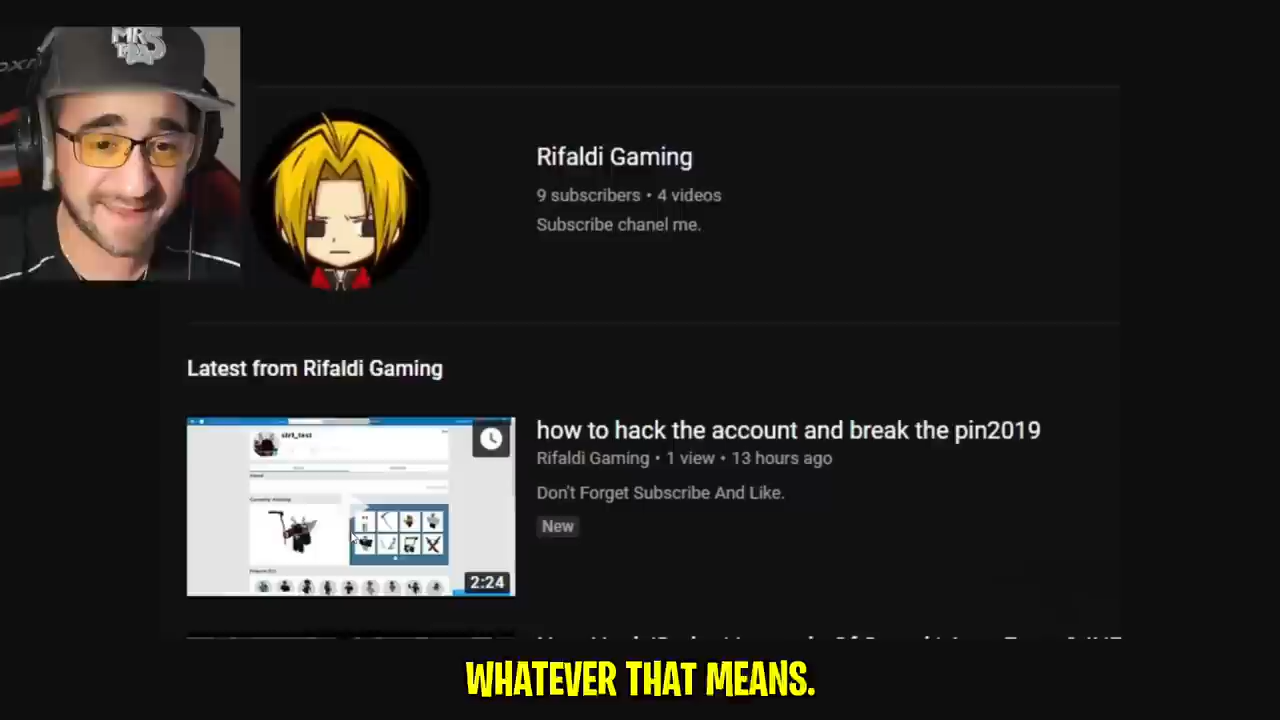 MRS
Rifaldi Gaming
9 subscribers • 4 videos
Subscribe chanel me.
Latest from Rifaldi Gaming
how to hack the account and break the pin2019
Rifaldi Gaming • 1 view • 13 hours ago
Don't Forget Subscribe And Like.
New
2:24
WHATEVER THAT MEANS.